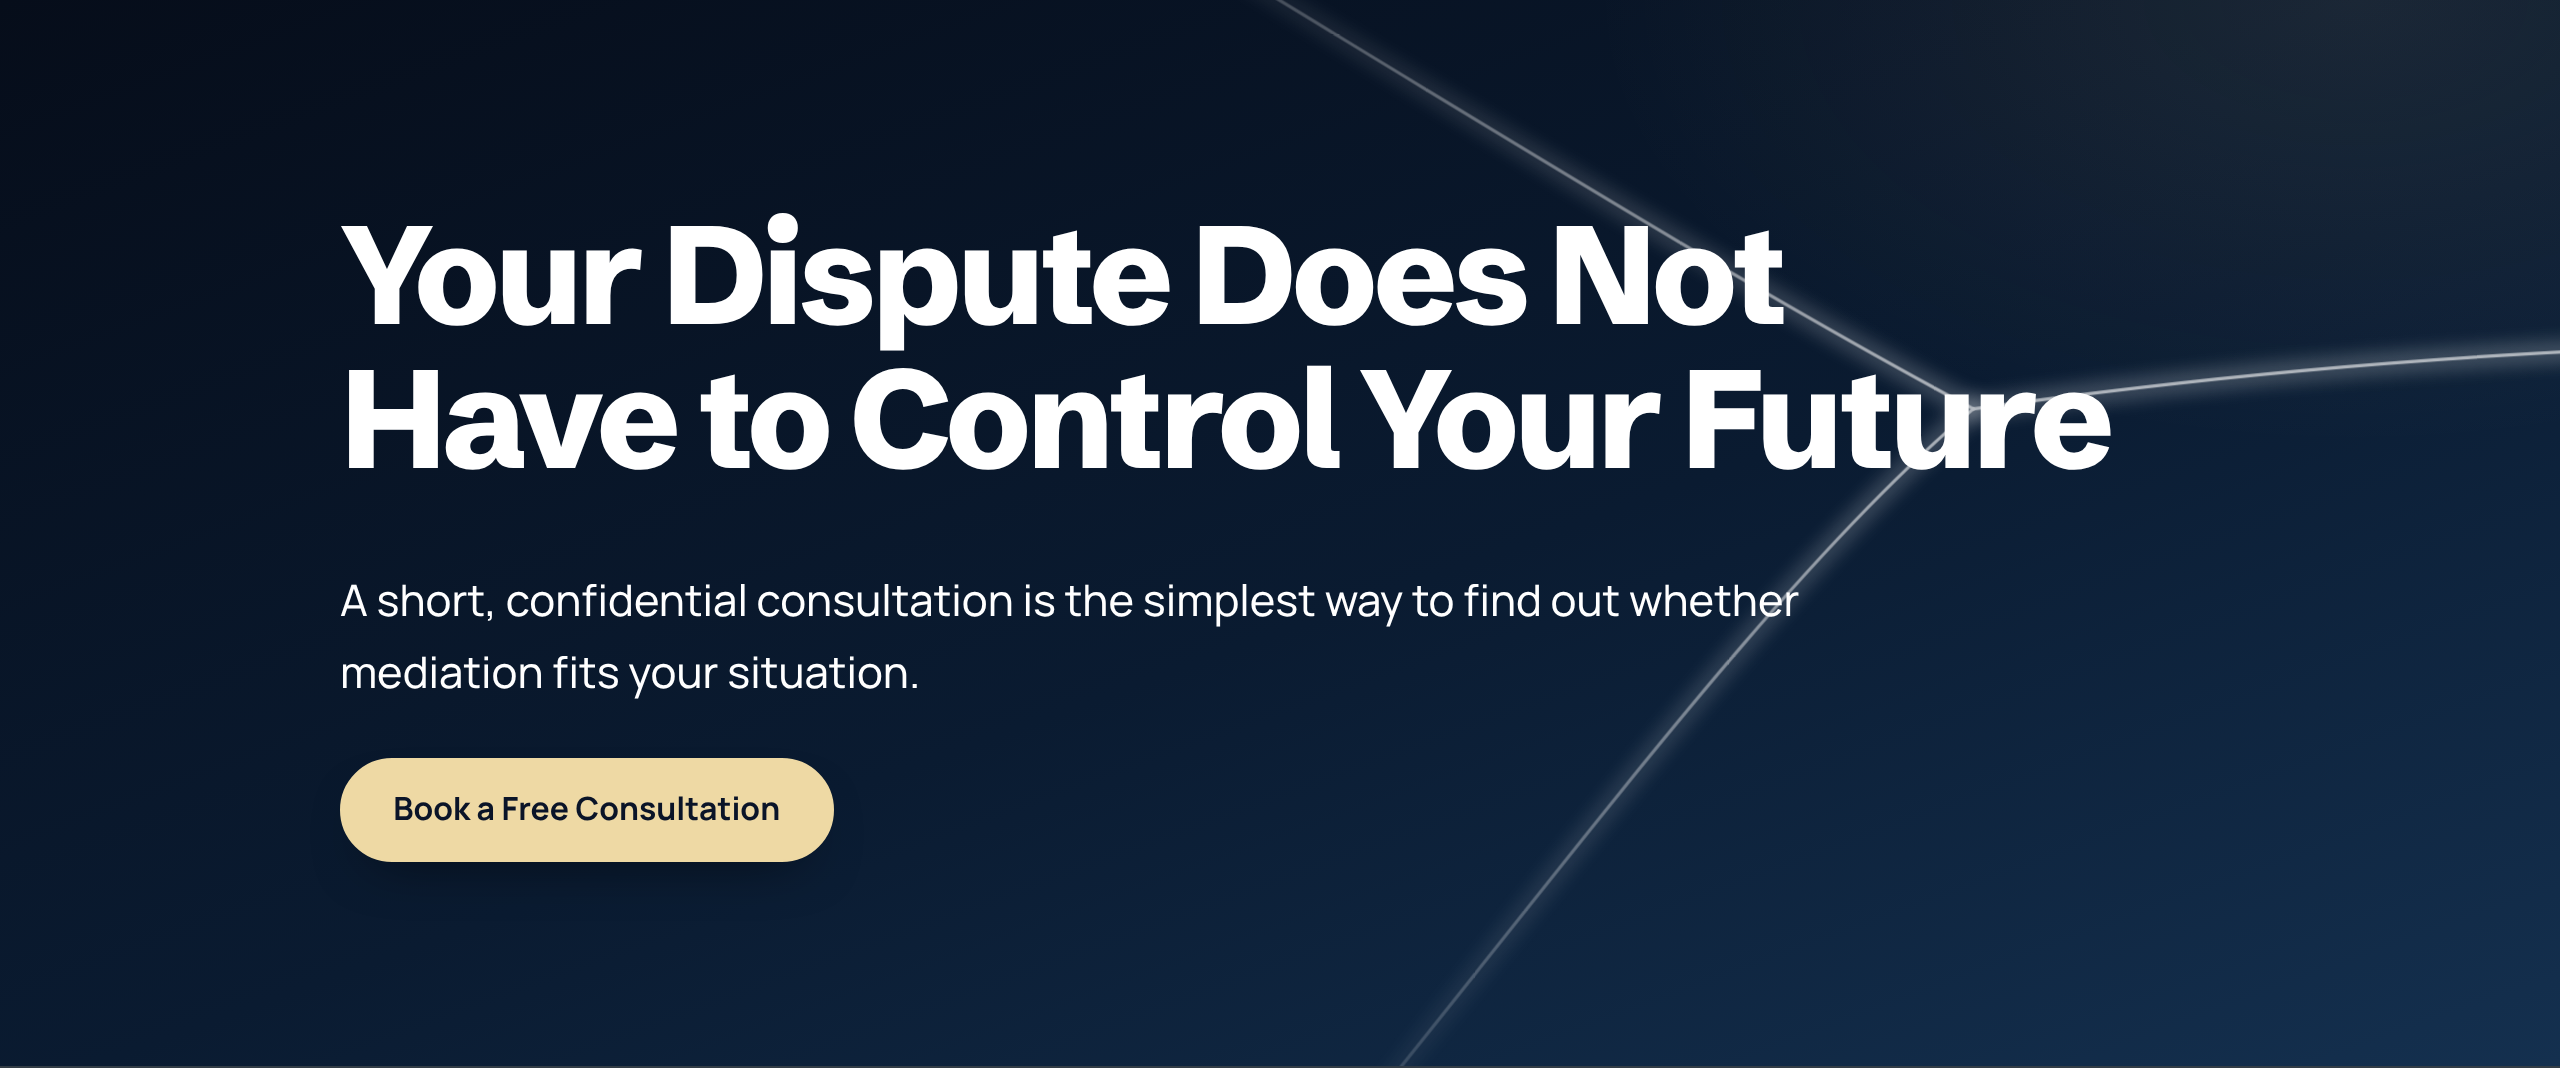 Your Dispute Does Not
Have to Control Your Future
A short, confidential consultation is the simplest way to find out whether
mediation fits your situation.
Book a Free Consultation